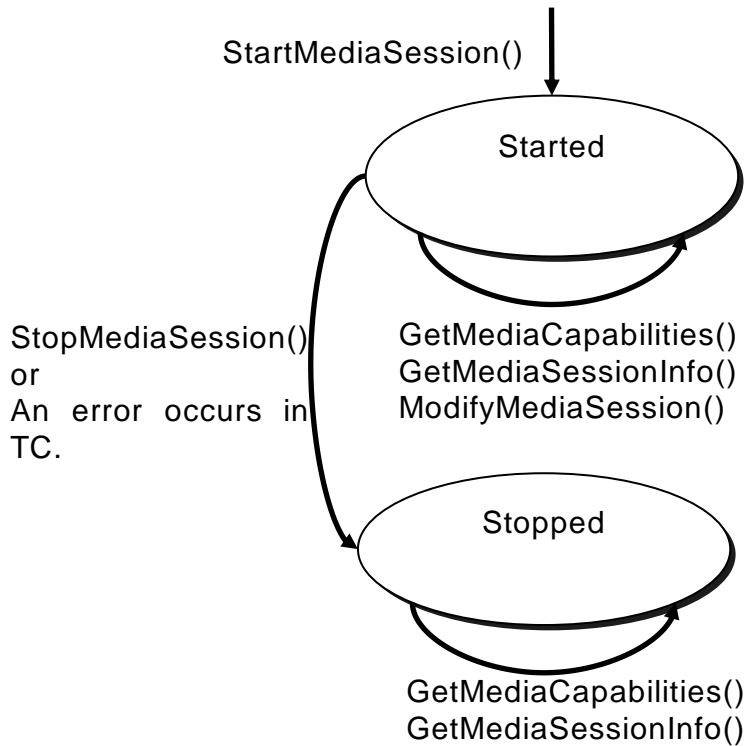 StartMediaSession()
Started
StopMediaSession()
or
An error occurs in
TC.
GetMediaCapabilities()
GetMediaSessionInfo()
ModifyMediaSession()
Stopped
GetMediaCapabilities()
GetMediaSessionInfo()